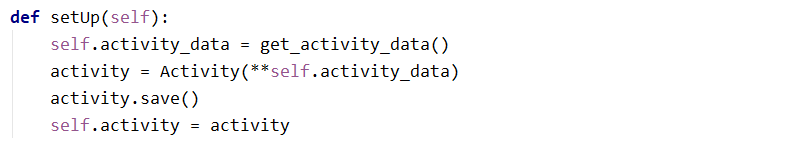 def setUp(self):
    self.activity_data = get_activity_data()
    activity = Activity(**self.activity_data)
    activity.save()
    self.activity = activity